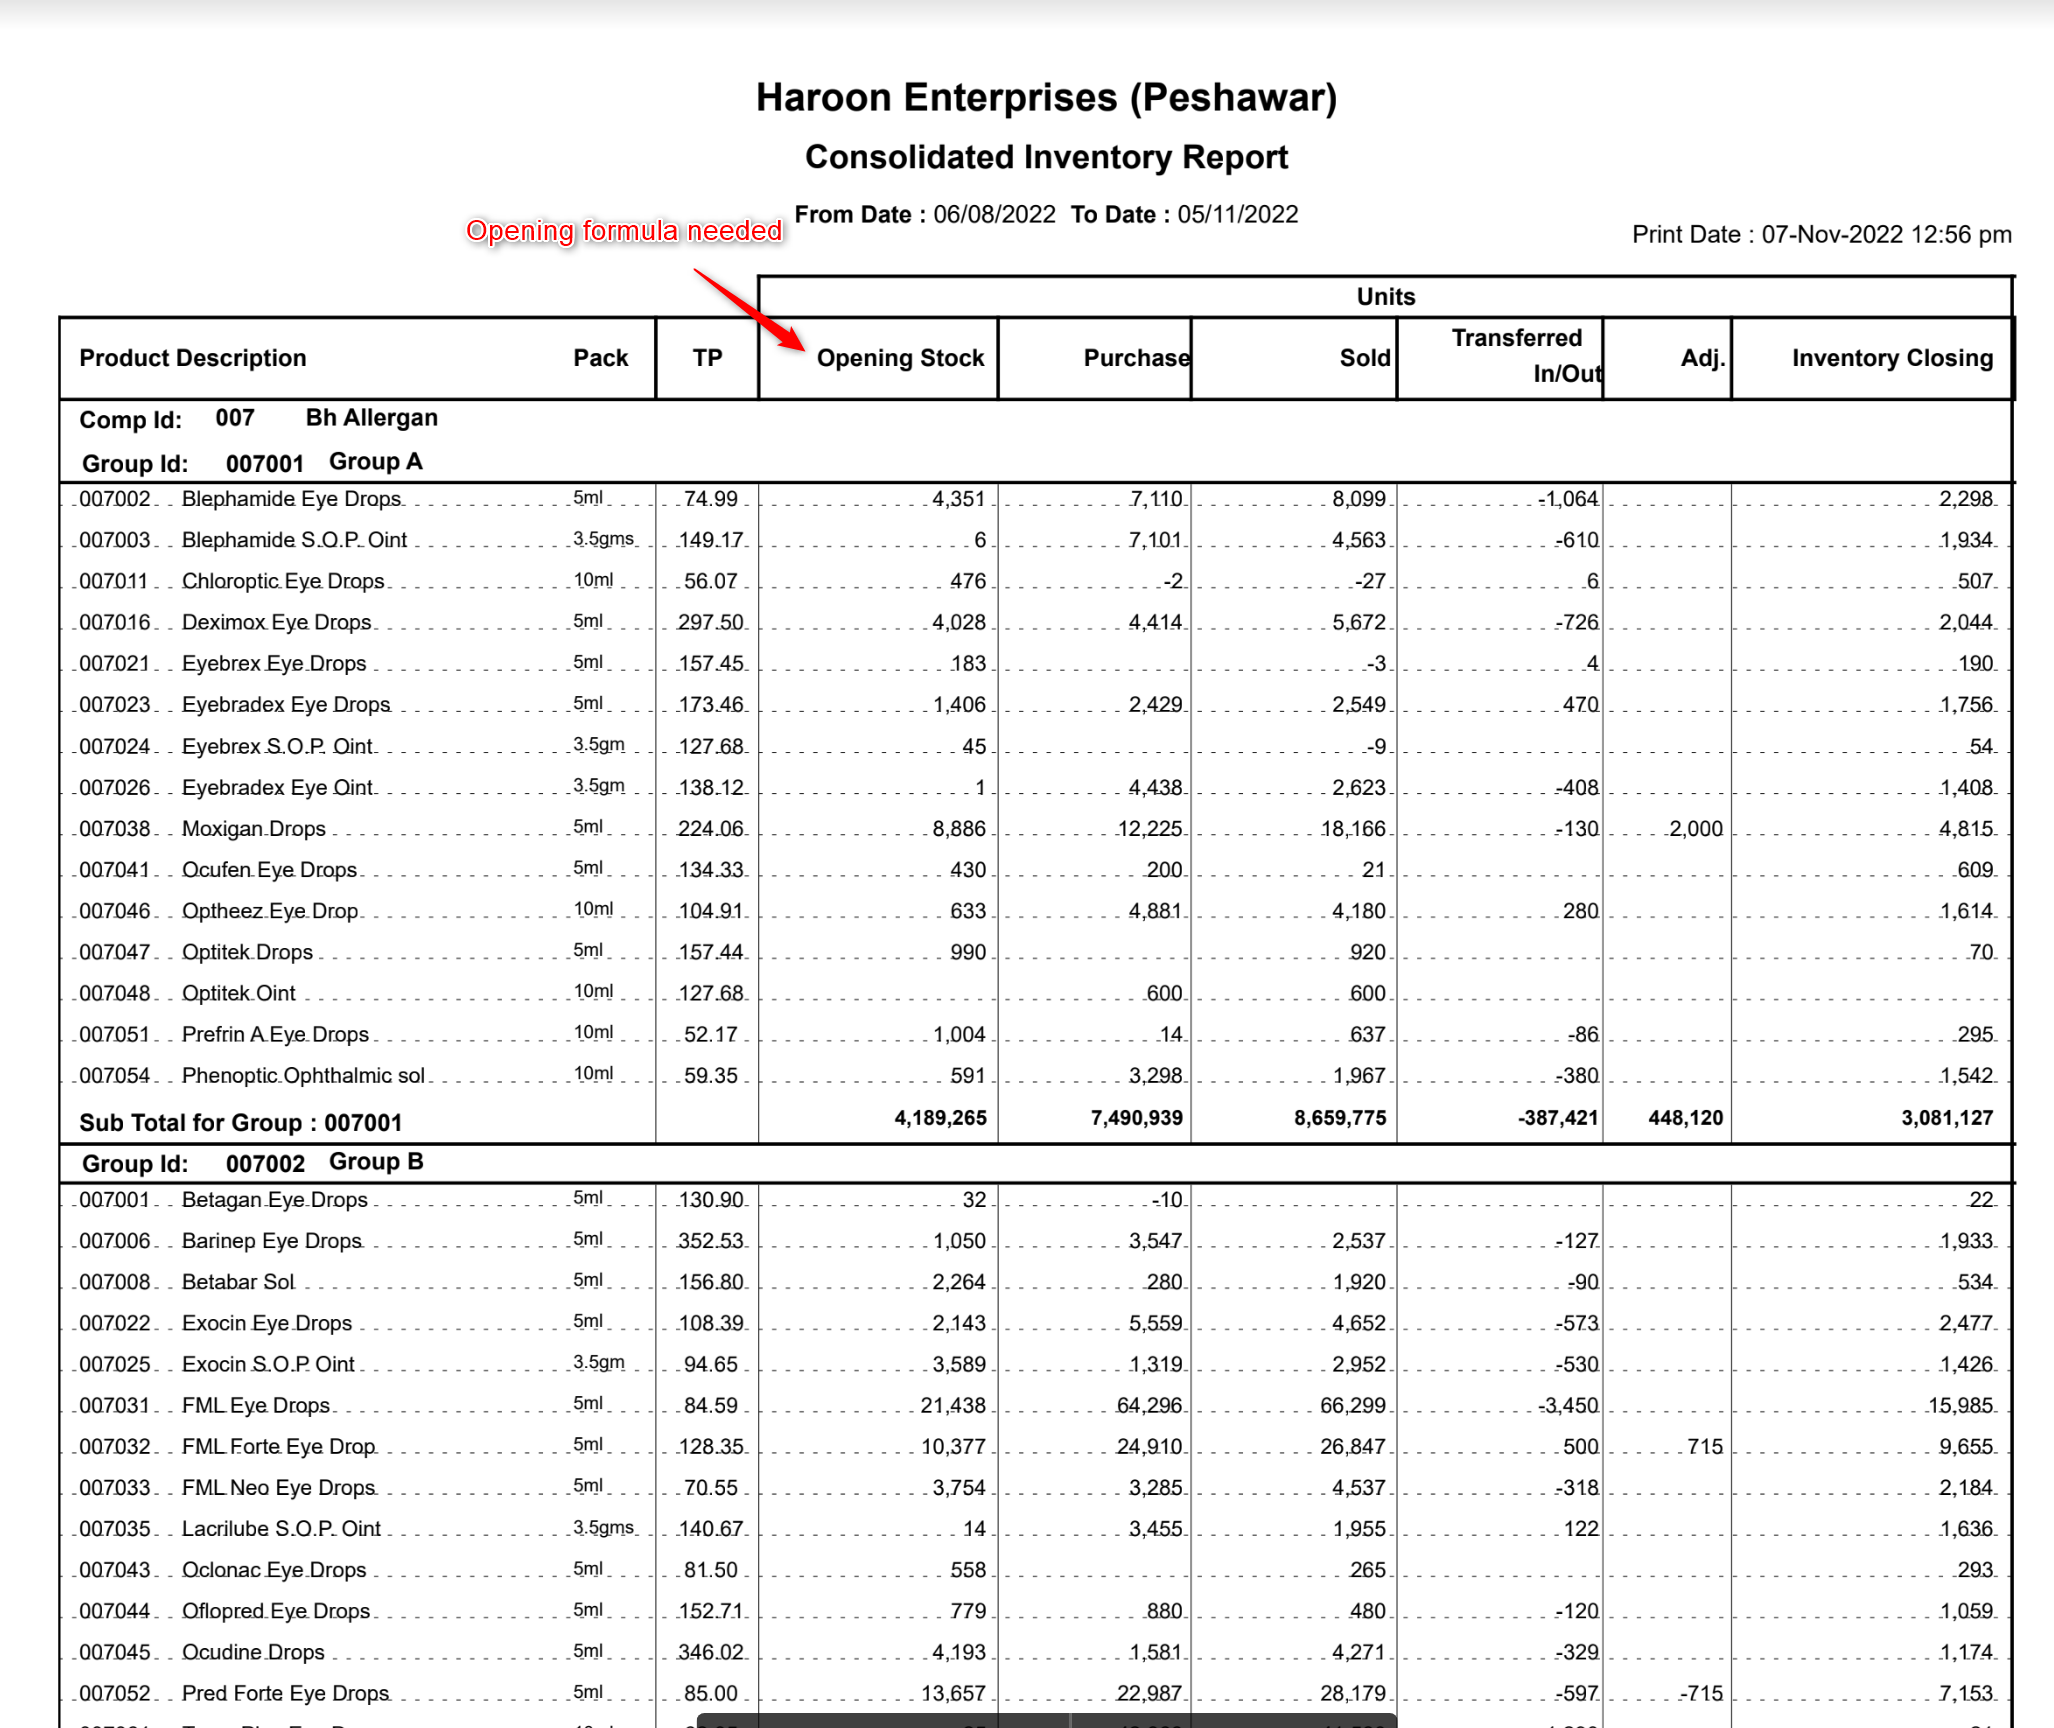 Haroon Enterprises (Peshawar)
Consolidated Inventory Report
From Date : 06/08/2022 To Date : 05/11/2022
Opening formula needed
Print Date : 07-Nov-2022 12:56 pm
Units
Product Description Pack TP Opening Stock Purchase Sold Transferred In/Out Adj. Inventory Closing
Comp Id: 007 Bh Allergan
Group Id: 007001 Group A
007002 Blephamide Eye Drops 5ml 74.99 4,351 7,110 8,099 -1,064 2,298
007003 Blephamide S.O.P. Oint 3.5gms 149.17 6 7,101 4,563 -610 1,934
007011 Chloroptic Eye Drops 10ml 56.07 476 -2 -27 6 507
007016 Deximox Eye Drops 5ml 297.50 4,028 4,414 5,672 -726 2,044
007021 Eyebrex Eye Drops 5ml 157.45 183 -3 4 190
007023 Eyebradex Eye Drops 5ml 173.46 1,406 2,429 2,549 470 1,756
007024 Eyebrex S.O.P. Oint 3.5gm 127.68 45 -9 54
007026 Eyebradex Eye Oint 3.5gm 138.12 1 4,438 2,623 -408 1,408
007038 Moxigan Drops 5ml 224.06 8,886 12,225 18,166 -130 2,000 4,815
007041 Ocufen Eye Drops 5ml 134.33 430 200 21 609
007046 Optheez Eye Drop 10ml 104.91 633 4,881 4,180 280 1,614
007047 Optitek Drops 5ml 157.44 990 920 70
007048 Optitek Oint 10ml 127.68 600 600
007051 Prefrin A Eye Drops 10ml 52.17 1,004 14 637 -86 295
007054 Phenoptic Ophthalmic sol 10ml 59.35 591 3,298 1,967 -380 1,542
Sub Total for Group : 007001 4,189,265 7,490,939 8,659,775 -387,421 448,120 3,081,127
Group Id: 007002 Group B
007001 Betagan Eye Drops 5ml 130.90 32 -10 22
007006 Barinep Eye Drops 5ml 352.53 1,050 3,547 2,537 -127 1,933
007008 Betabar Sol 5ml 156.80 2,264 280 1,920 -90 534
007022 Exocin Eye Drops 5ml 108.39 2,143 5,559 4,652 -573 2,477
007025 Exocin S.O.P. Oint 3.5gm 94.65 3,589 1,319 2,952 -530 1,426
007031 FML Eye Drops 5ml 84.59 21,438 64,296 66,299 -3,450 15,985
007032 FML Forte Eye Drop 5ml 128.35 10,377 24,910 26,847 500 715 9,655
007033 FML Neo Eye Drops 5ml 70.55 3,754 3,285 4,537 -318 2,184
007035 Lacrilube S.O.P. Oint 3.5gms 140.67 14 3,455 1,955 122 1,636
007043 Oclonac Eye Drops 5ml 81.50 558 265 293
007044 Oflopred Eye Drops 5ml 152.71 779 880 480 -120 1,059
007045 Ocudine Drops 5ml 346.02 4,193 1,581 4,271 -329 1,174
007052 Pred Forte Eye Drops 5ml 85.00 13,657 22,987 28,179 -597 -715 7,153